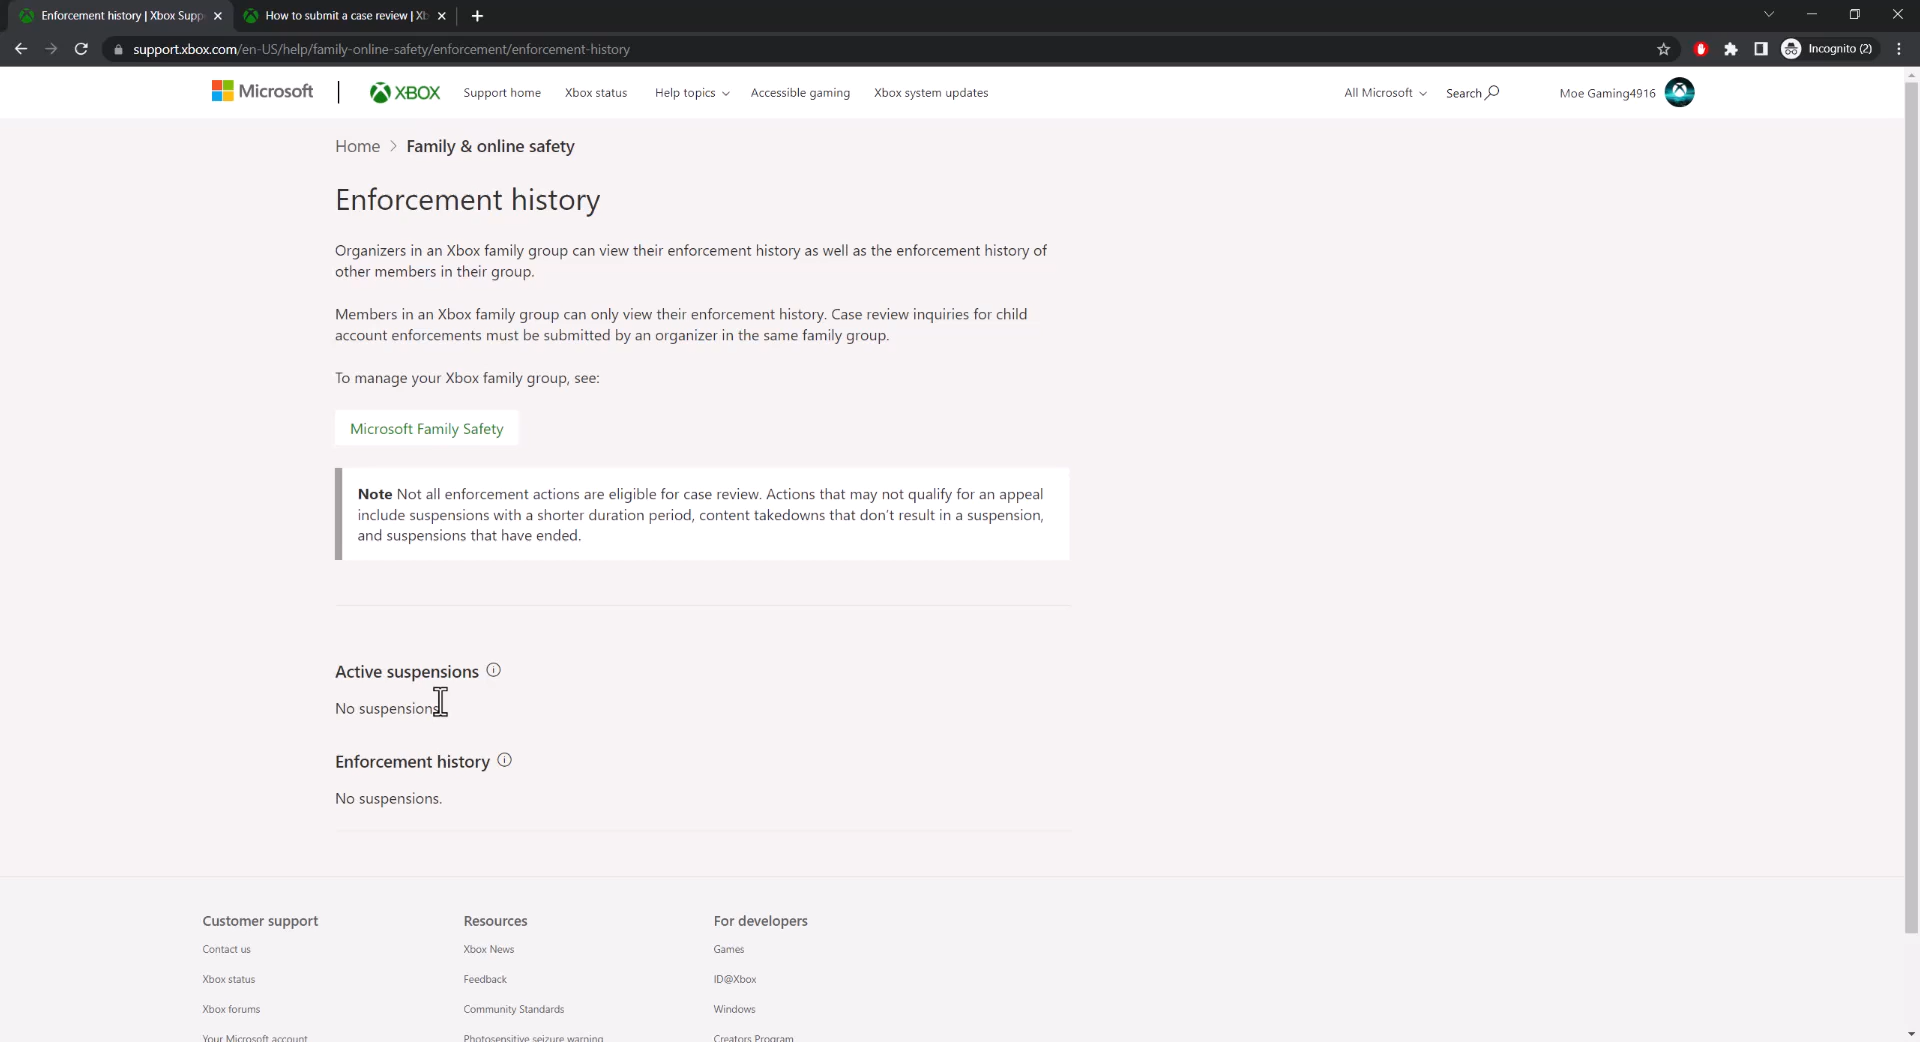 Enforcement history | Xbox Supp
How to submit a case review | Xb
support.xbox.com/en-US/help/family-online-safety/enforcement/enforcement-history
Incognito (2)
Microsoft
XBOX
Support home
Xbox status
Help topics
Accessible gaming
Xbox system updates
All Microsoft
Search
Moe Gaming4916
Home > Family & online safety
Enforcement history
Organizers in an Xbox family group can view their enforcement history as well as the enforcement history of
other members in their group.
Members in an Xbox family group can only view their enforcement history. Case review inquiries for child
account enforcements must be submitted by an organizer in the same family group.
To manage your Xbox family group, see:
Microsoft Family Safety
Note Not all enforcement actions are eligible for case review. Actions that may not qualify for an appeal
include suspensions with a shorter duration period, content takedowns that don't result in a suspension,
and suspensions that have ended.
Active suspensions
No suspensions
Enforcement history
No suspensions.
Customer support
Contact us
Xbox status
Xbox forums
Your Microsoft account
Resources
Xbox News
Feedback
Community Standards
Photosensitive seizure warning
For developers
Games
ID@Xbox
Windows
Creators Program